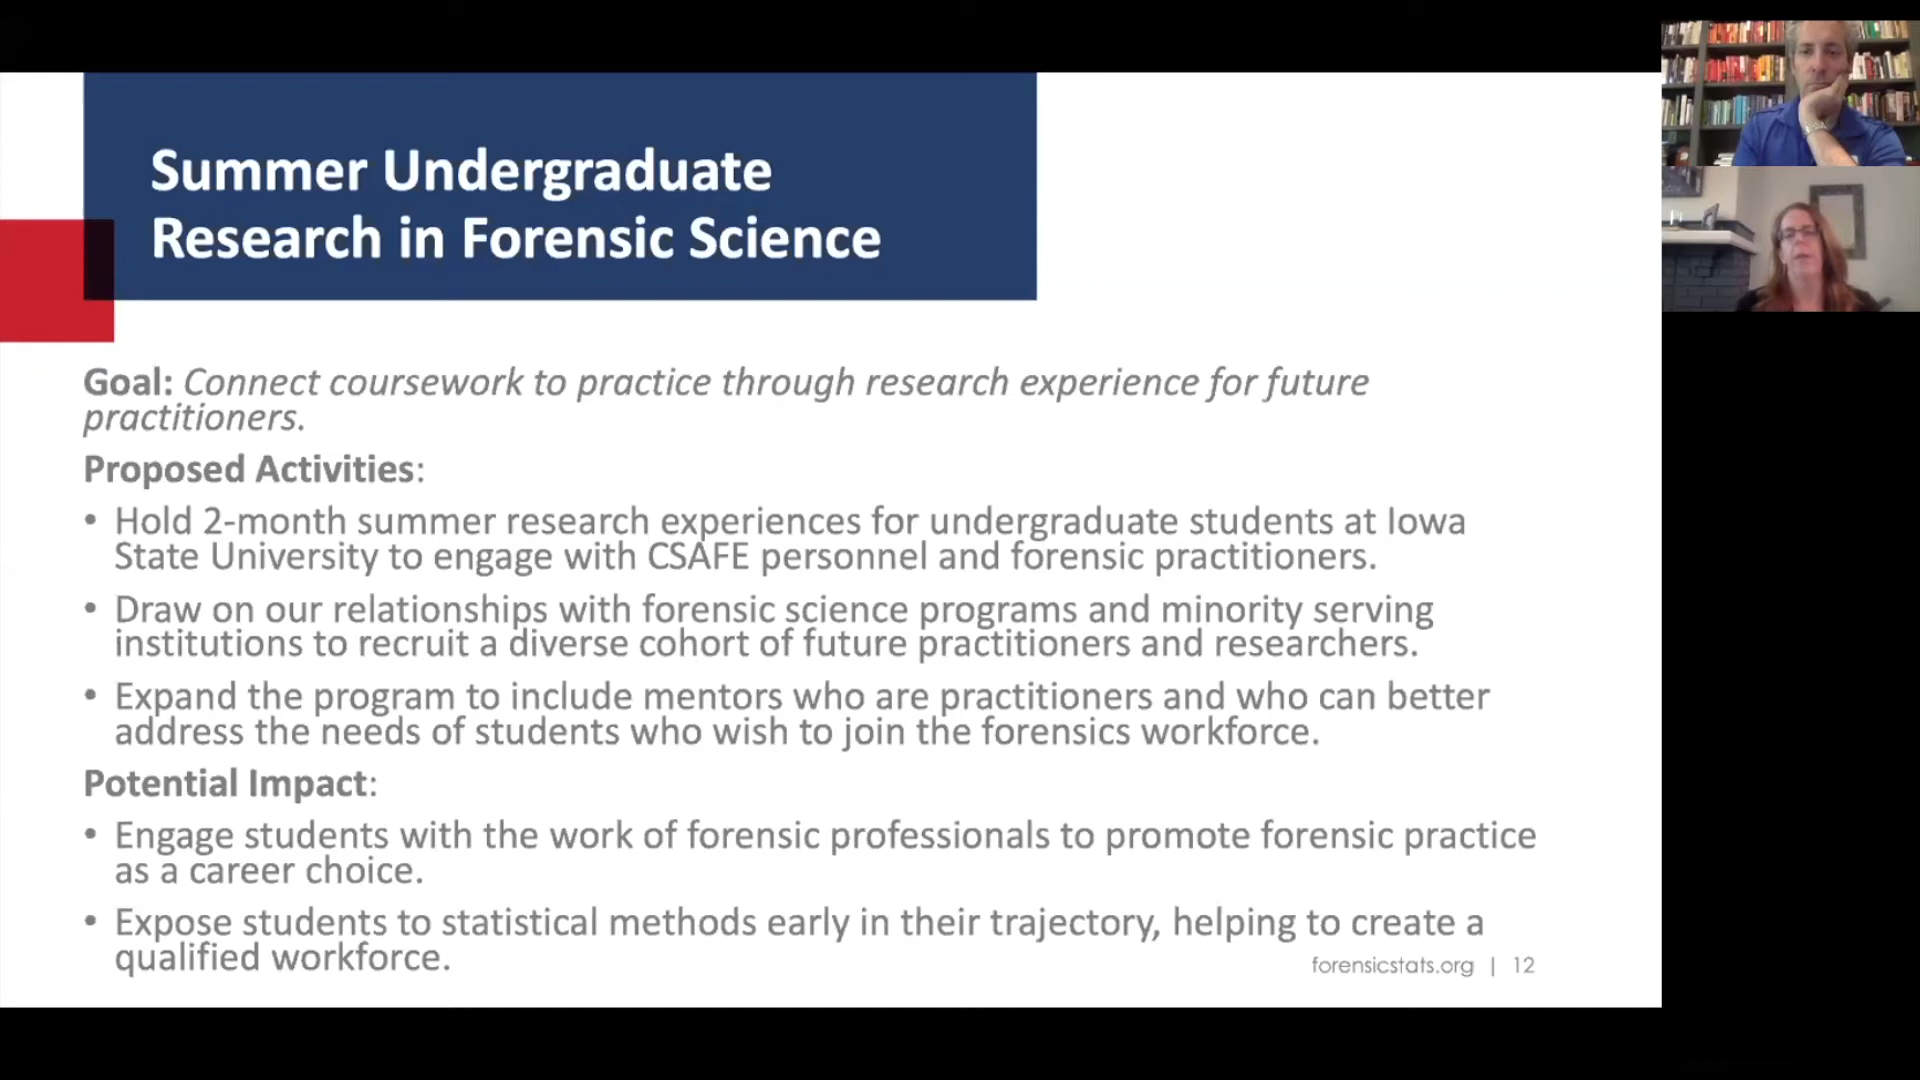 Summer Undergraduate
Research in Forensic Science
Goal: Connect coursework to practice through research experience for future
practitioners.
Proposed Activities:
• Hold 2-month summer research experiences for undergraduate students at Iowa
State University to engage with CSAFE personnel and forensic practitioners.
• Draw on our relationships with forensic science programs and minority serving
institutions to recruit a diverse cohort of future practitioners and researchers.
• Expand the program to include mentors who are practitioners and who can better
address the needs of students who wish to join the forensics workforce.
Potential Impact:
• Engage students with the work of forensic professionals to promote forensic practice
as a career choice.
• Expose students to statistical methods early in their trajectory, helping to create a
qualified workforce.
forensicstats.org | 12